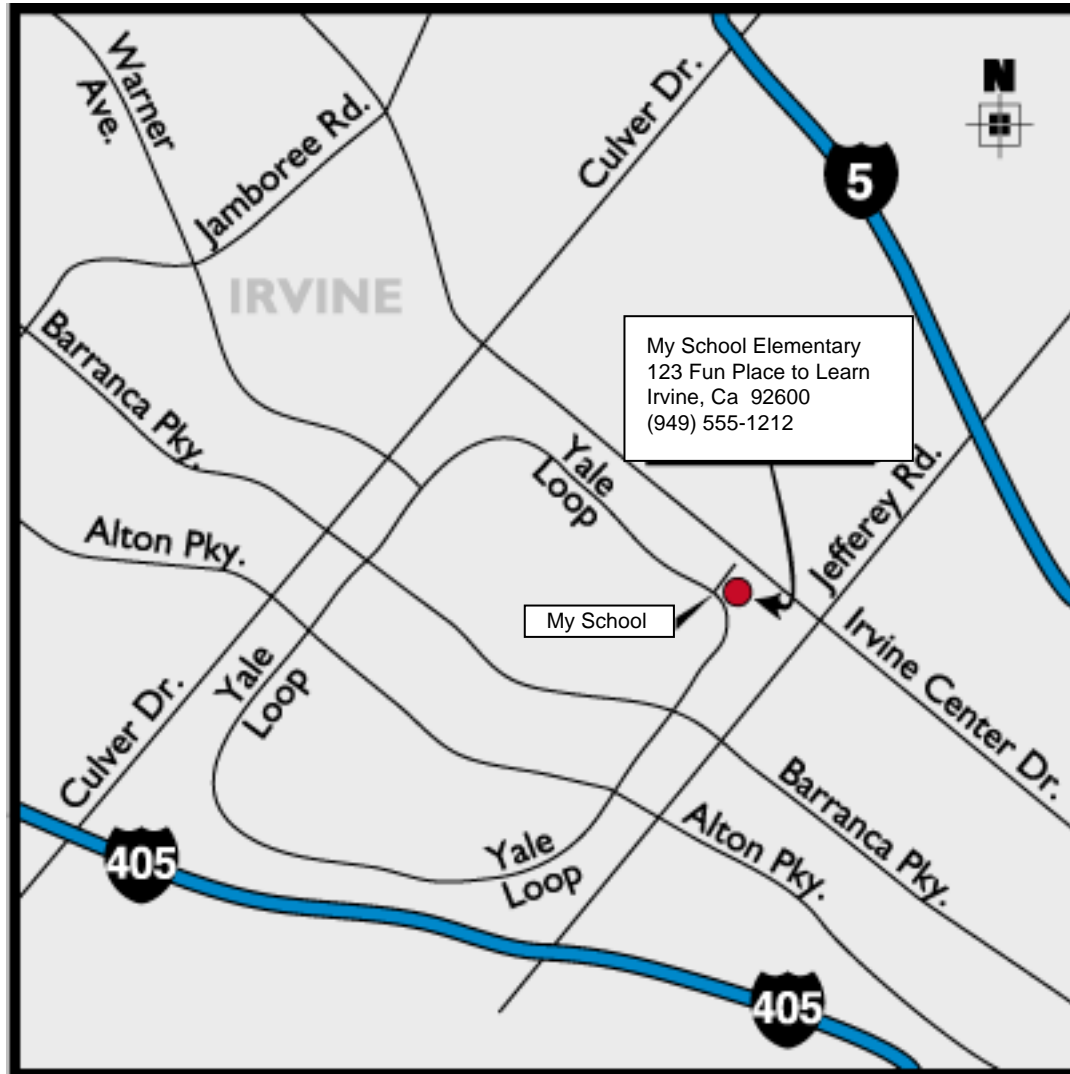 Warner
Ave.
Jamboree Rd.
Culver Dr.
N
5
IRVINE
Barranca Pky.
My School Elementary
123 Fun Place to Learn
Irvine, Ca 92600
(949) 555-1212
Yale
Loop
Jefferey Rd.
Alton Pky.
My School
Irvine Center Dr.
Yale
Loop
Culver Dr.
Barranca Pky.
Alton Pky.
Yale
Loop
405
405